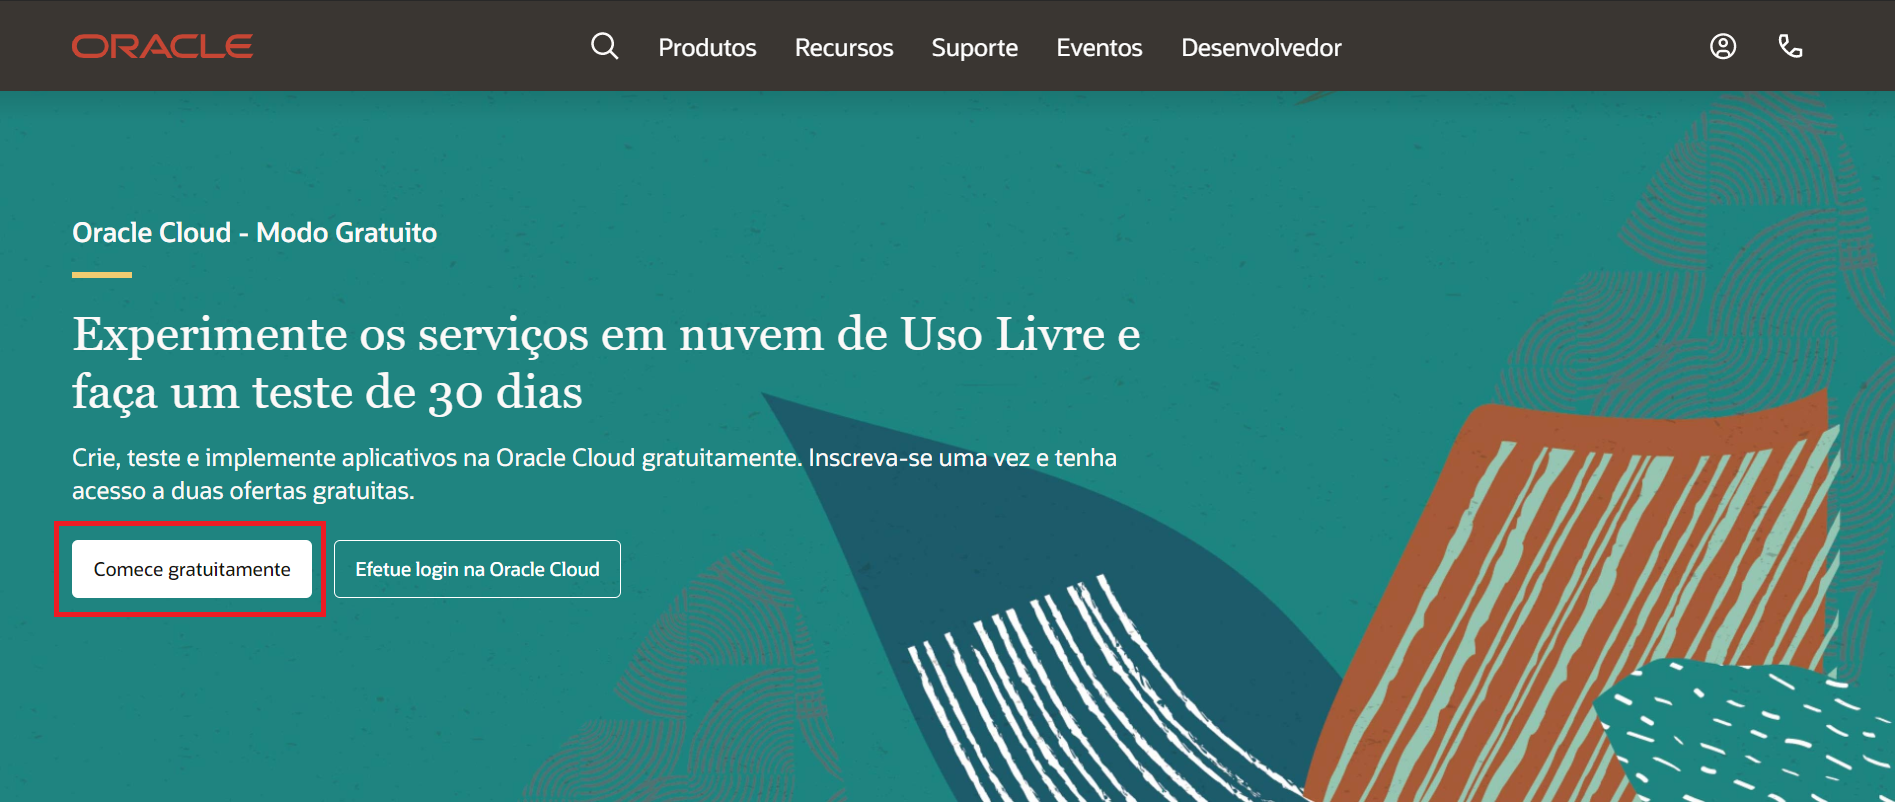 ORACLE
Produtos
Recursos
Suporte
Eventos
Desenvolvedor
Oracle Cloud - Modo Gratuito
Experimente os serviços em nuvem de Uso Livre e
faça um teste de 30 dias
Crie, teste e implemente aplicativos na Oracle Cloud gratuitamente. Inscreva-se uma vez e tenha
acesso a duas ofertas gratuitas.
Comece gratuitamente
Efetue login na Oracle Cloud